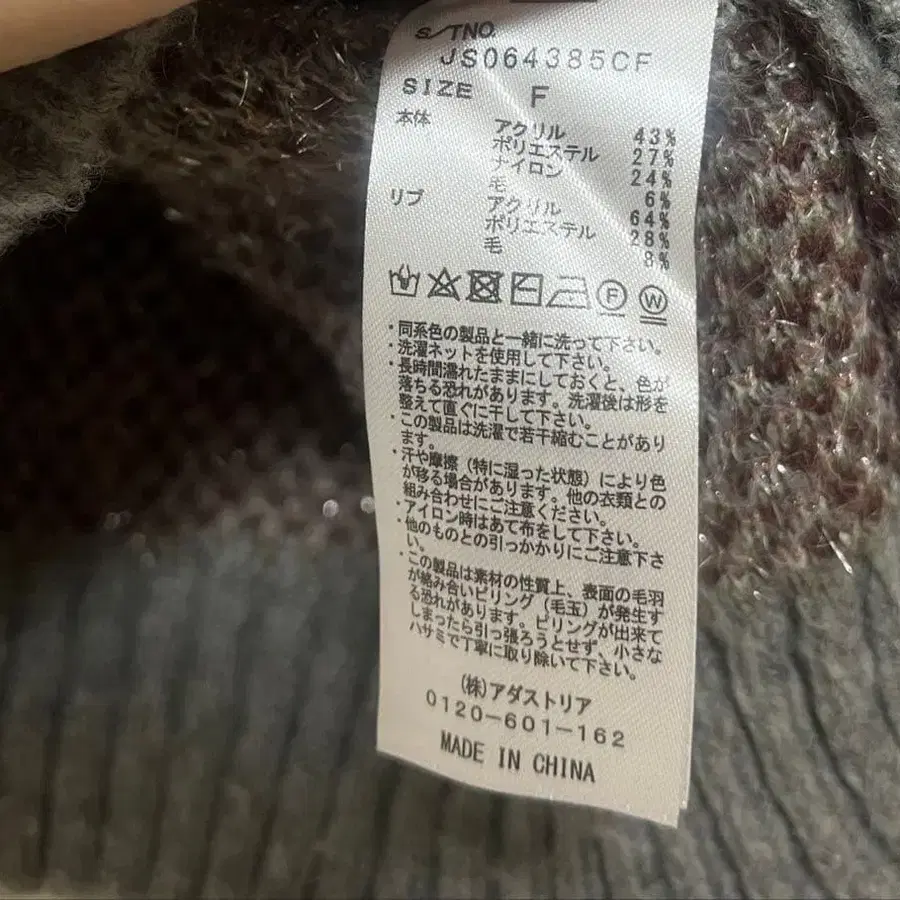 S/TNO.
JS064385CF
SIZE F
本体 アクリル 43%
ポリエステル 27%
ナイロン 24%
毛 6%
リブ アクリル 64%
ポリエステル 28%
毛 8%
F W
・同系色の製品と一緒に洗って下さい。
・洗濯ネットを使用して下さい。
・長時間濡れたままにしておくと、色が
落ちる恐れがあります。洗濯後は形を
整えて直ぐに干して下さい。
・この製品は洗濯で若干縮むことがあり
ます。
・汗や摩擦（特に湿った状態）により色
が移る場合があります。他の衣類との
組み合わせにご注意ください。
・アイロン時はあて布をして下さい。
・他のものとの引っかかりにご注意下さ
い。
・この製品は素材の性質上、表面の毛羽
が絡み合いピリング（毛玉）が発生す
る恐れがあります。ピリングが出来て
しまったら引っ張ろうとせず、小さな
ハサミで丁寧に取り除いて下さい。
(株)アダストリア
0120-601-162
MADE IN CHINA